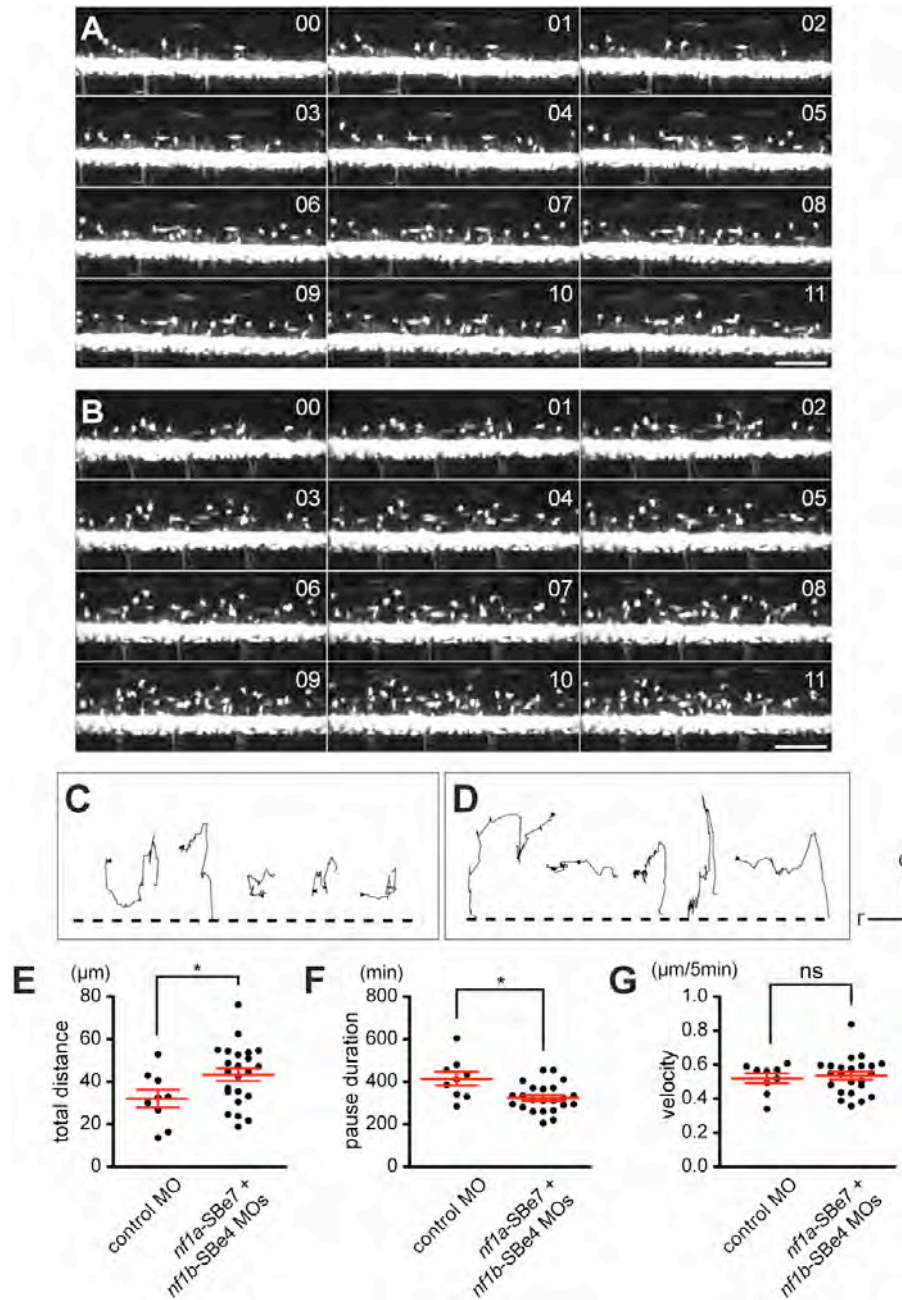 A 00 01 02
03 04 05
06 07 08
09 10 11
B 00 01 02
03 04 05
06 07 08
09 10 11
C D
r
E (µm) *
80
60
40
20
0
total distance
control MO
nf1a-SBe7 +
nf1b-SBe4 MOs
F (min) *
800
600
400
200
0
pause duration
control MO
nf1a-SBe7 +
nf1b-SBe4 MOs
G (µm/5min) ns
1.0
0.8
0.6
0.4
0.2
0.0
velocity
control MO
nf1a-SBe7 +
nf1b-SBe4 MOs